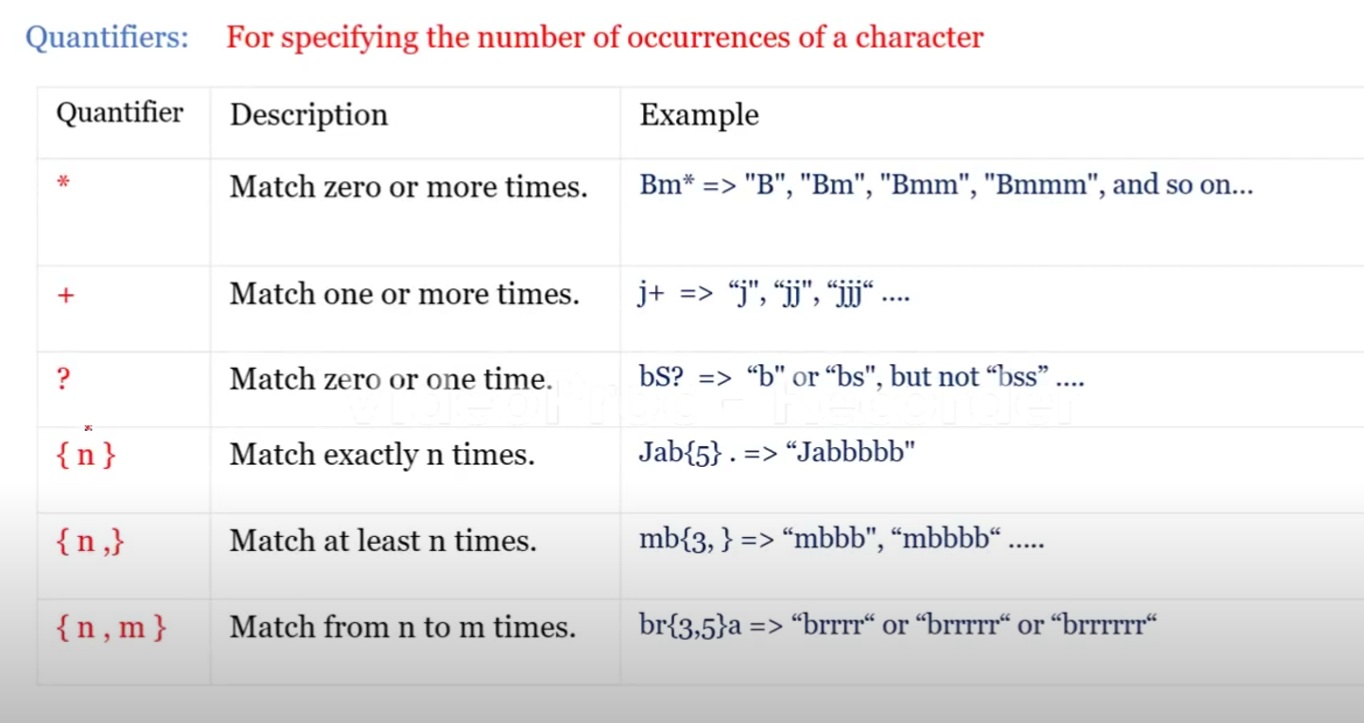 Quantifiers: For specifying the number of occurrences of a character
Quantifier Description Example
* Match zero or more times. Bm* => "B", "Bm", "Bmm", "Bmmm", and so on...
+ Match one or more times. j+ => “j", “jj", “jjj“ ....
? Match zero or one time. bS? => “b" or “bs", but not “bss” ....
{ n } Match exactly n times. Jab{5} . => “Jabbbbb"
{ n ,} Match at least n times. mb{3, } => “mbbb", “mbbbb“ .....
{ n , m } Match from n to m times. br{3,5}a => “brrrr“ or “brrrrr“ or “brrrrrr“